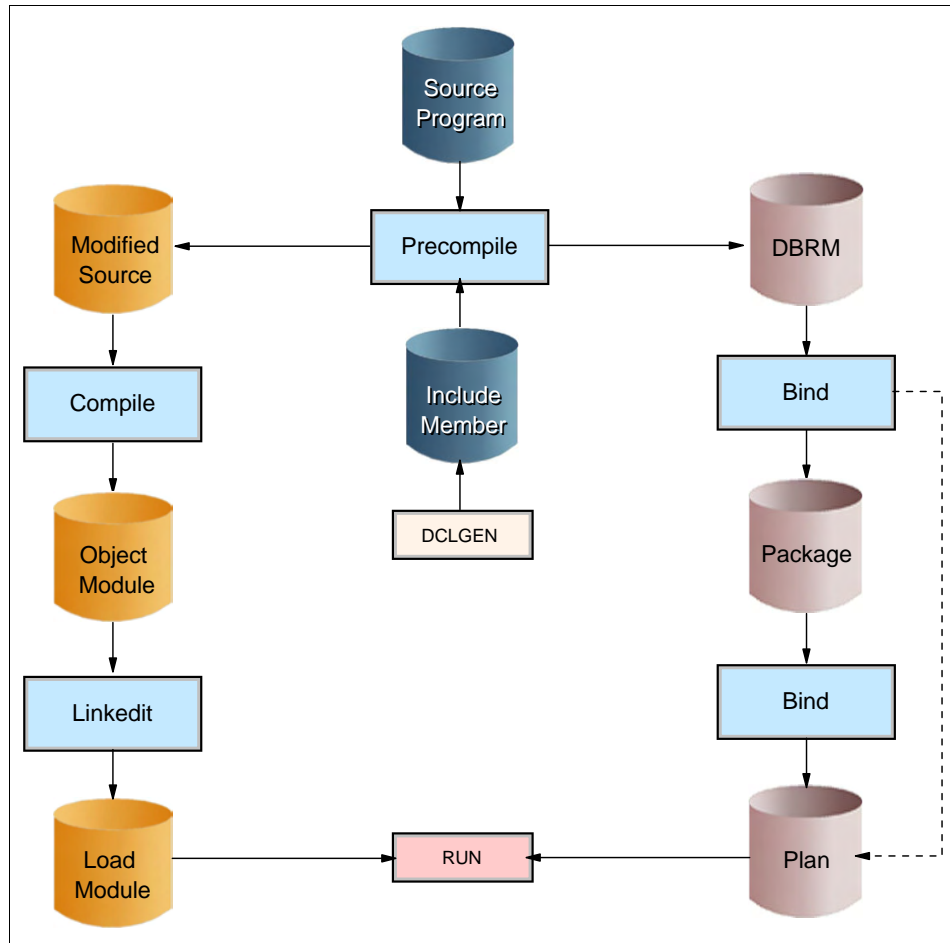 Source
Program
Modified
Source
Precompile
DBRM
Compile
Include
Member
Bind
Object
Module
DCLGEN
Package
Linkedit
Bind
Load
Module
RUN
Plan